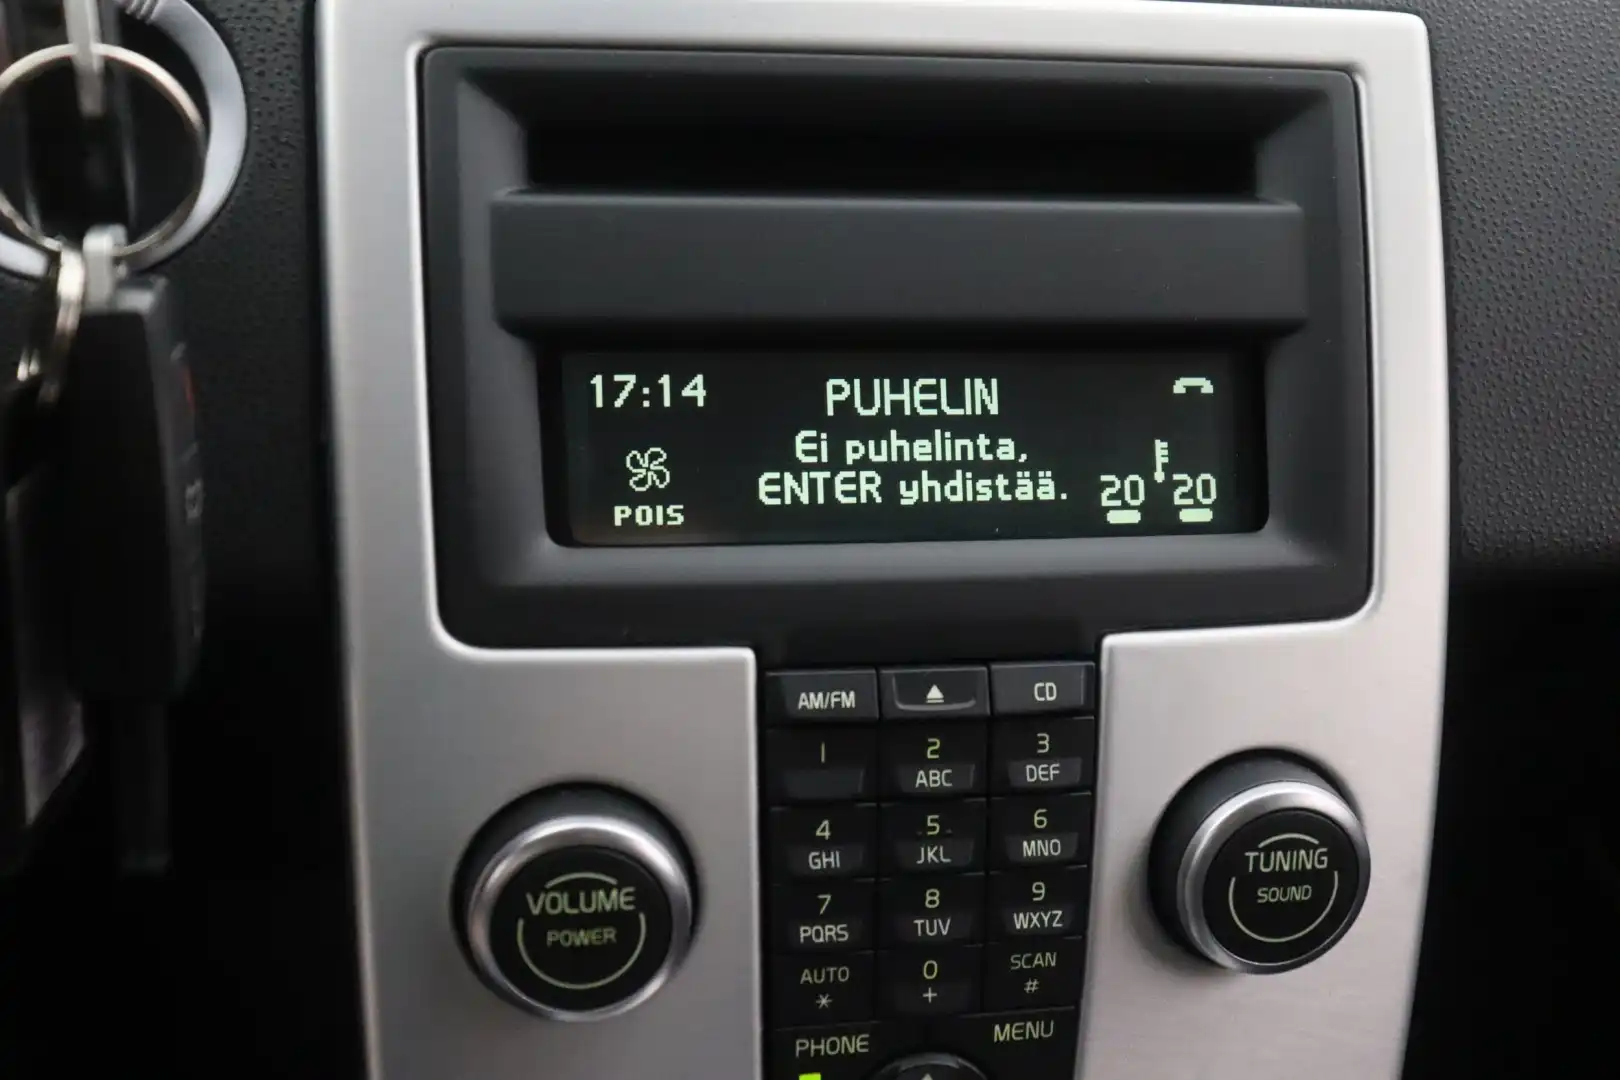 17:14
PUHELIN
Ei puhelinta,
ENTER yhdistää.
POIS
20 20
AM/FM
CD
1
2
ABC
3
DEF
4
GHI
5
JKL
6
MNO
7
PQRS
8
TUV
9
WXYZ
AUTO
*
0
+
SCAN
#
PHONE
MENU
VOLUME
POWER
TUNING
SOUND